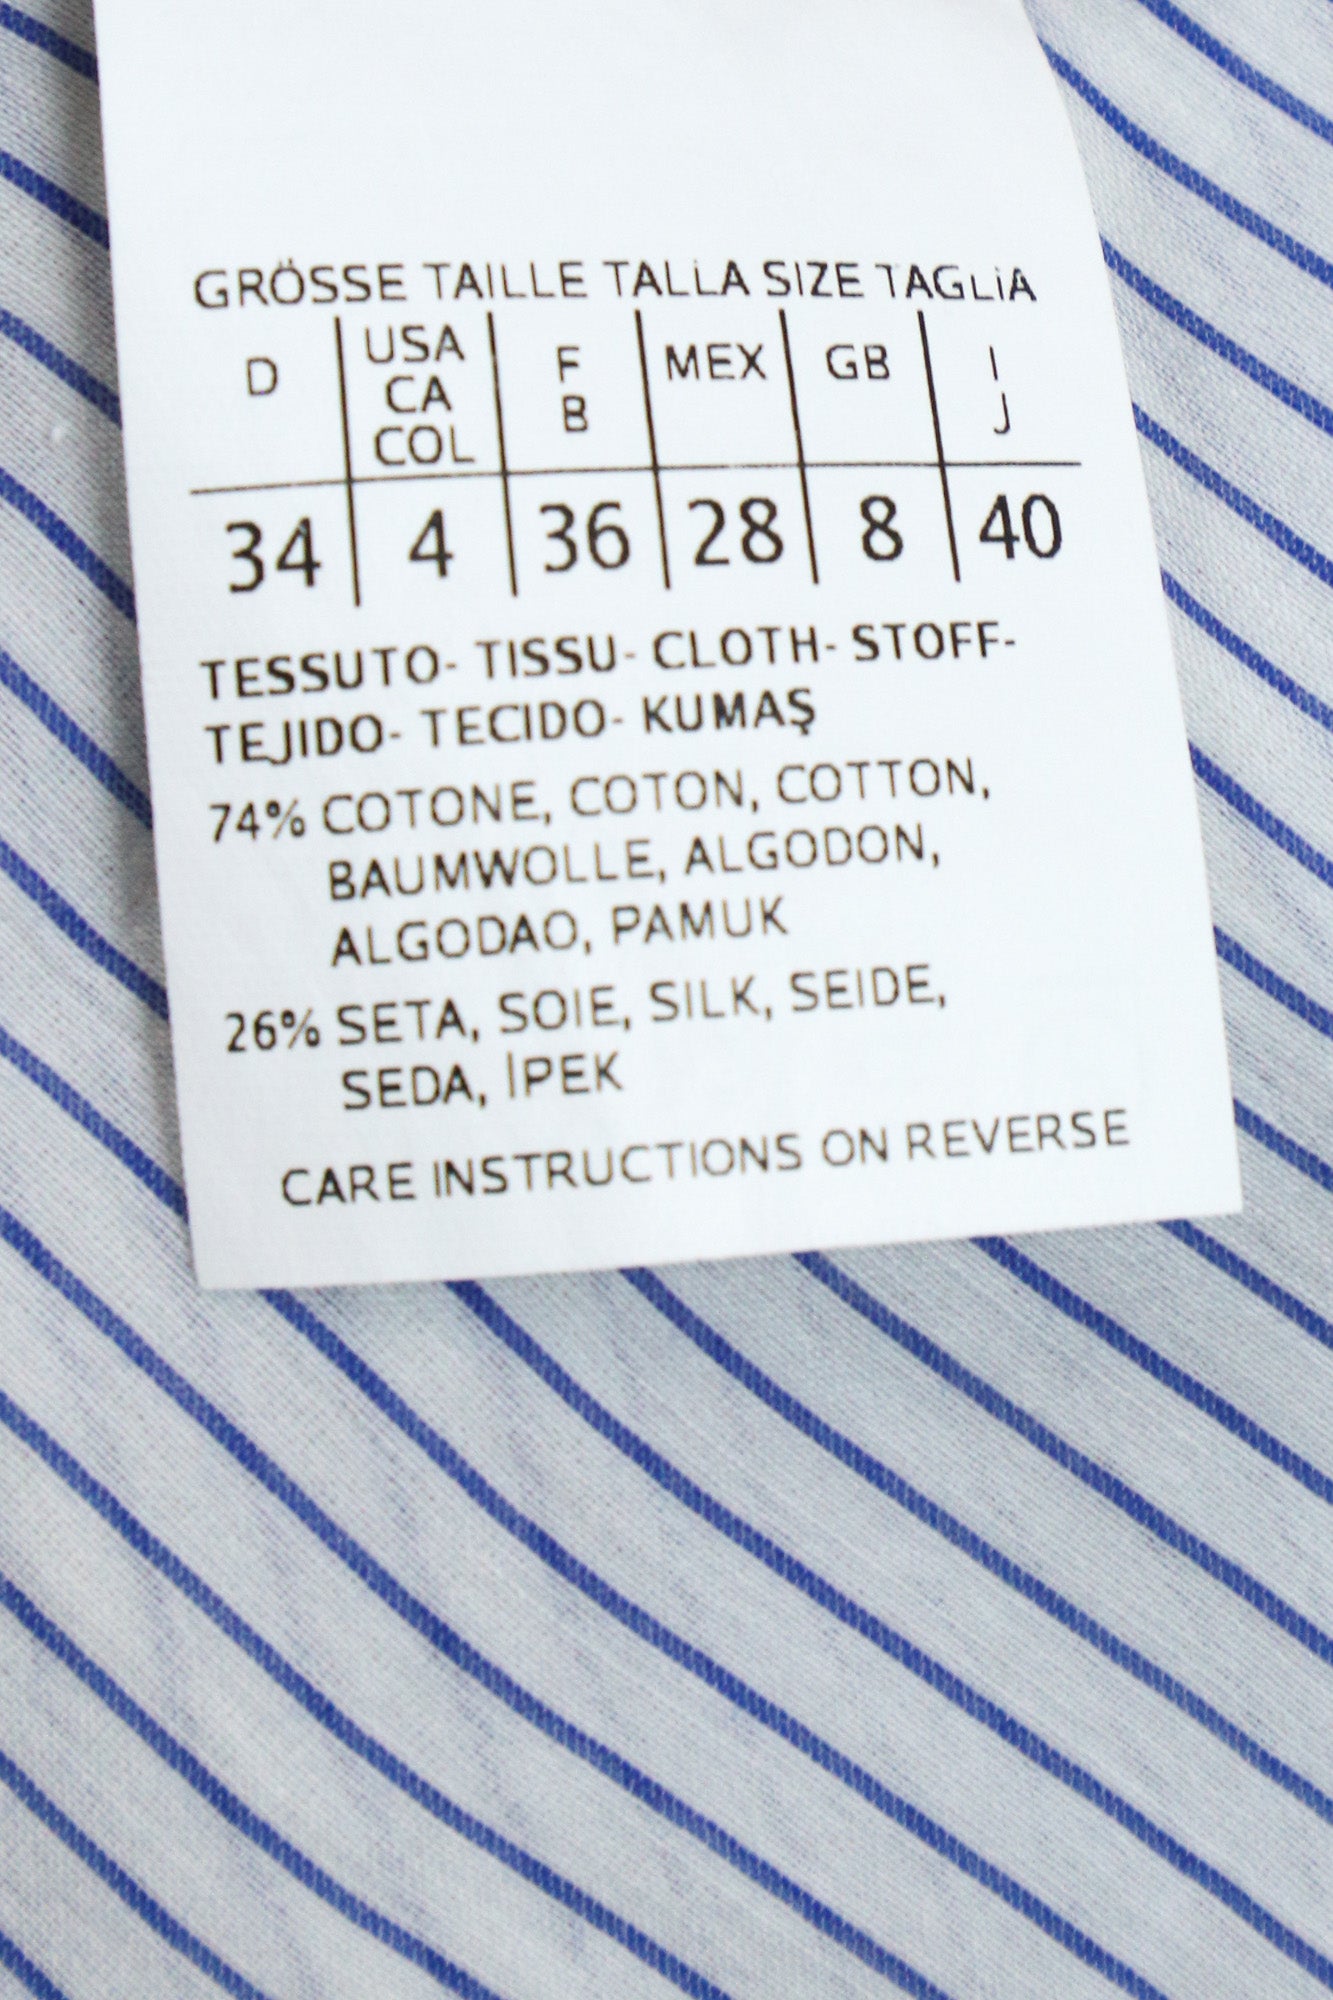 GRÖSSE TAILLE TALLA SIZE TAGLiA
D USA CA COL F B MEX GB I J
34 4 36 28 8 40
TESSUTO- TISSU- CLOTH- STOFF-
TEJIDO- TECIDO- KUMAŞ
74% COTONE, COTON, COTTON,
BAUMWOLLE, ALGODON,
ALGODAO, PAMUK
26% SETA, SOIE, SILK, SEIDE,
SEDA, İPEK
CARE INSTRUCTIONS ON REVERSE